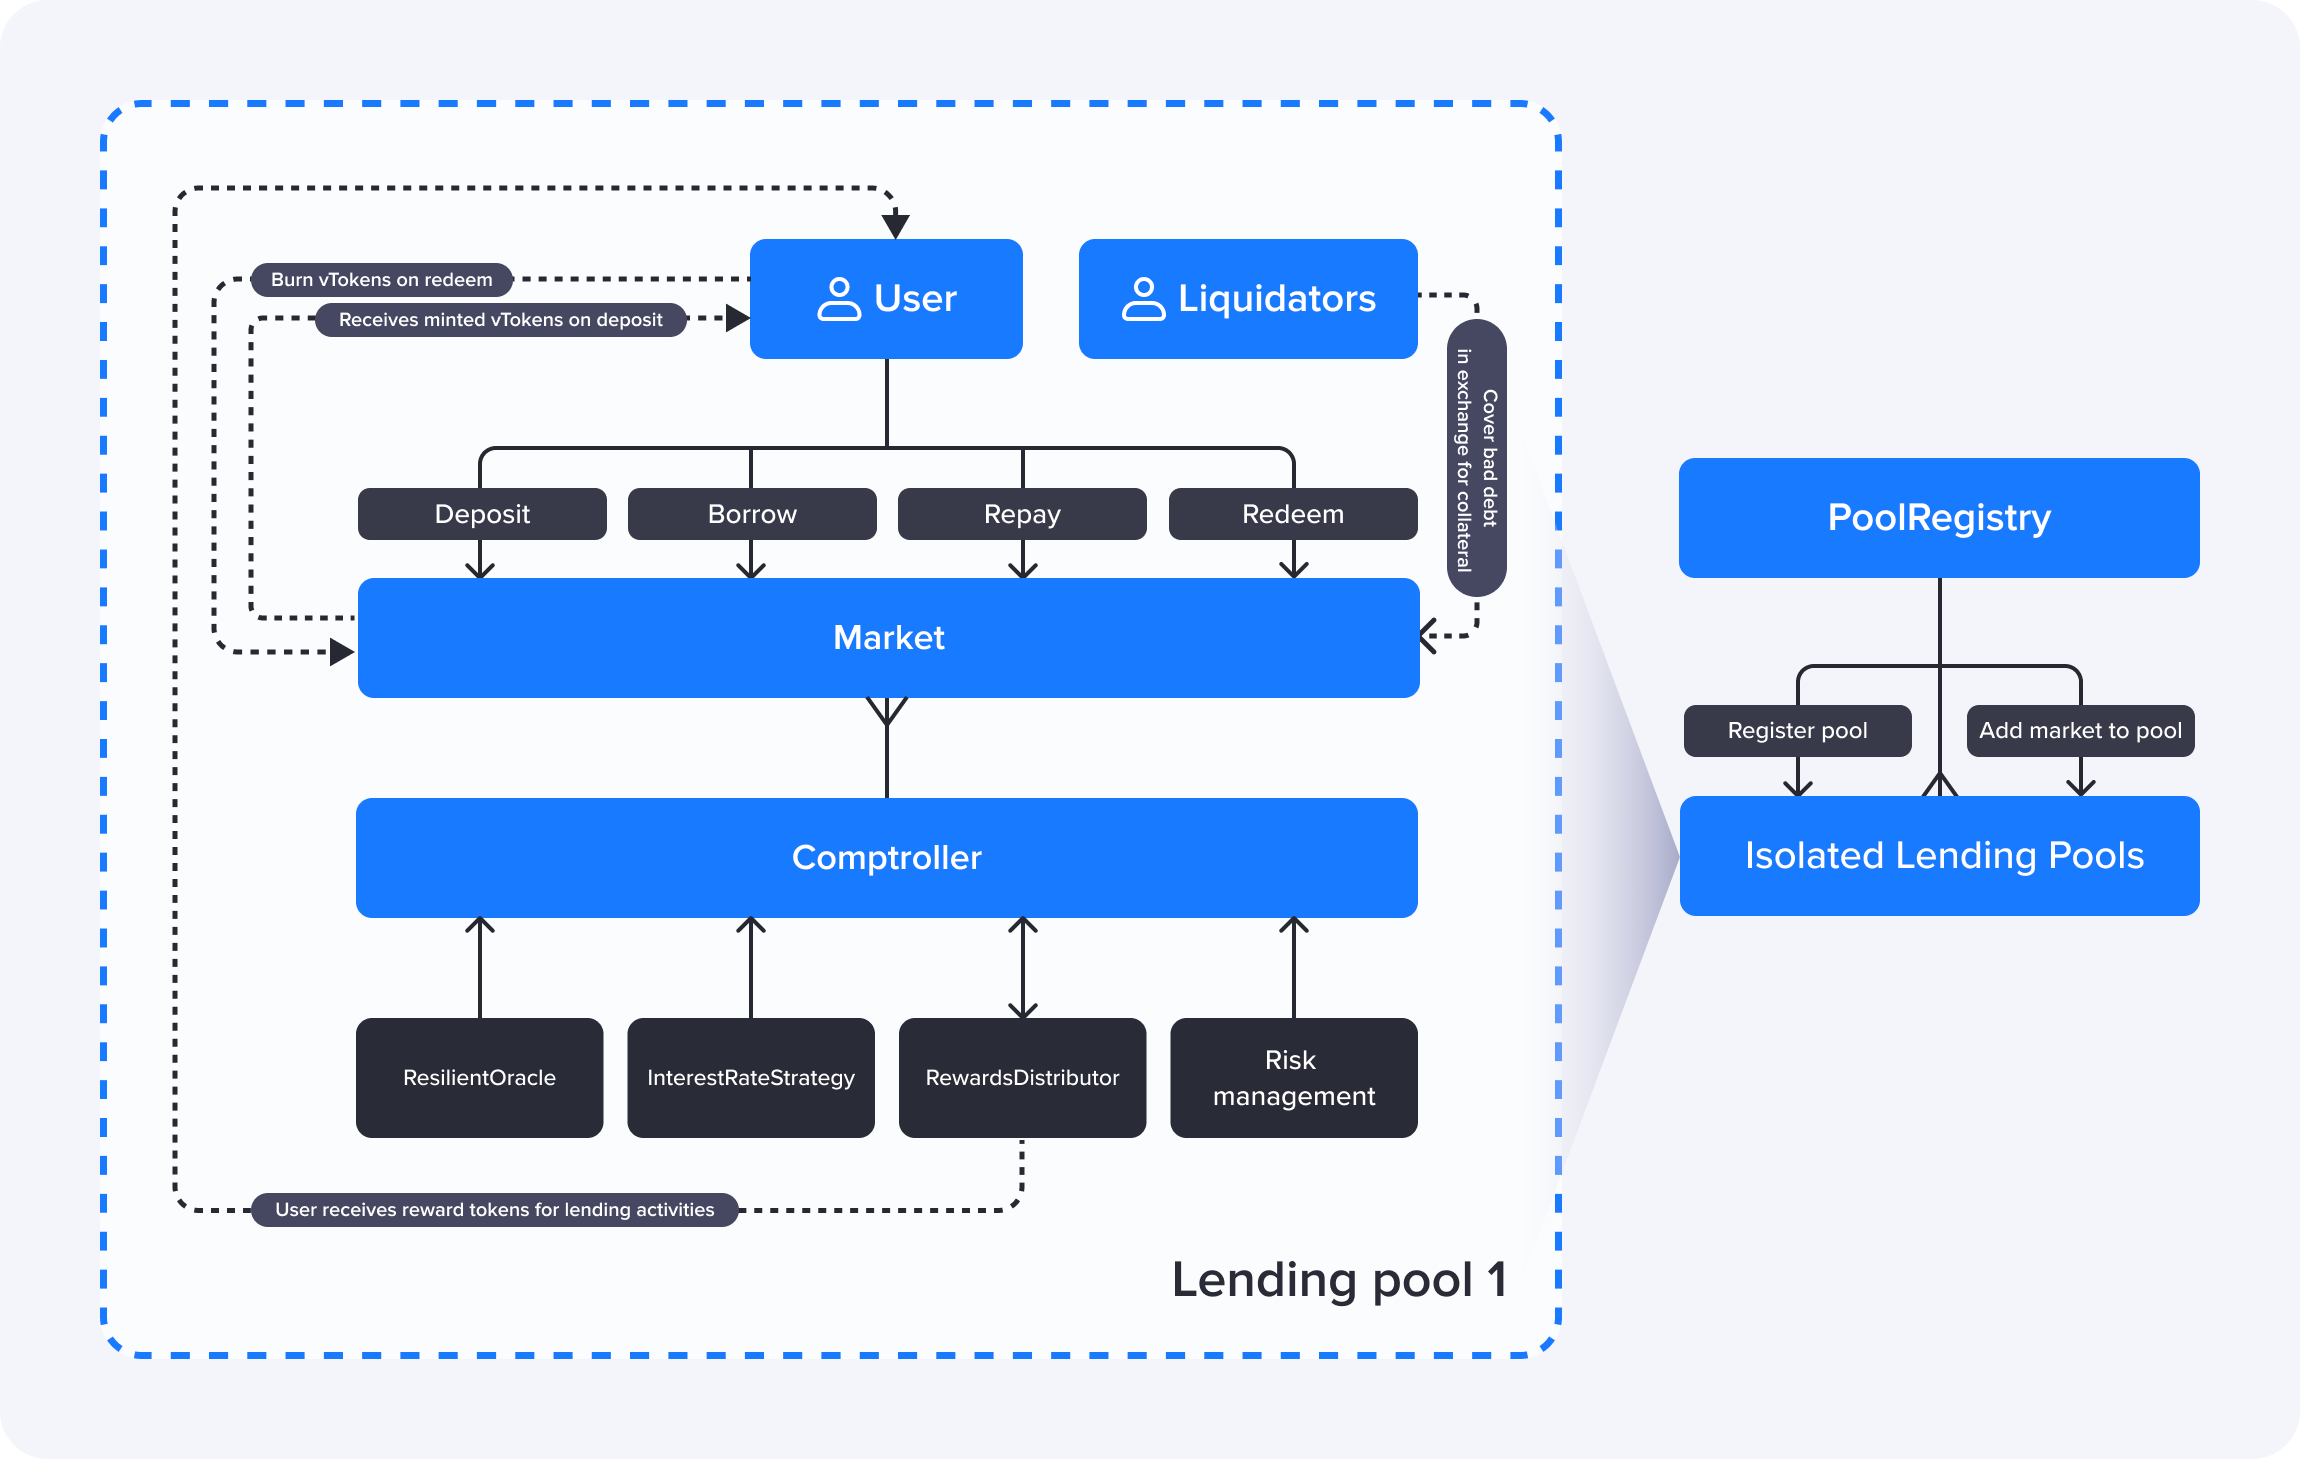 Burn vTokens on redeem
Receives minted vTokens on deposit
User
Liquidators
Cover bad debt
in exchange for collateral
Deposit
Borrow
Repay
Redeem
Market
Comptroller
ResilientOracle
InterestRateStrategy
RewardsDistributor
Risk
management
User receives reward tokens for lending activities
Lending pool 1
PoolRegistry
Register pool
Add market to pool
Isolated Lending Pools